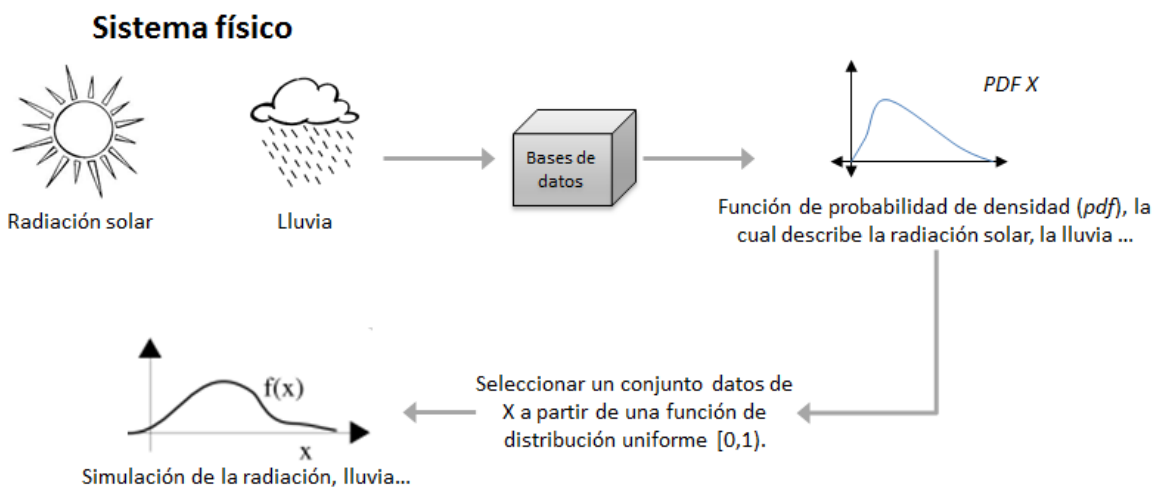 Sistema físico
Radiación solar
Lluvia
Bases de
datos
PDF X
Función de probabilidad de densidad (pdf), la
cual describe la radiación solar, la lluvia ...
Seleccionar un conjunto datos de
X a partir de una función de
distribución uniforme [0,1).
f(x)
x
Simulación de la radiación, lluvia...